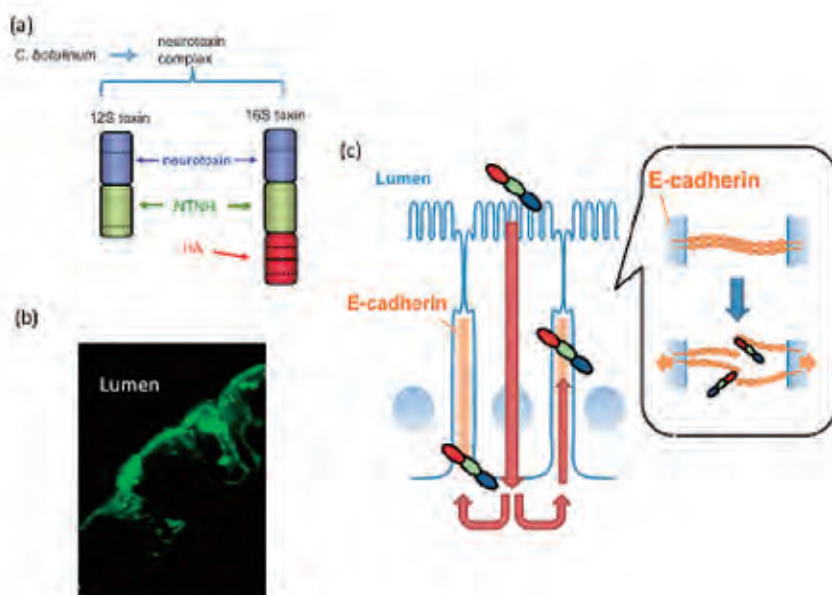 (a)
C. botulinum
neurotoxin
complex
12S toxin
16S toxin
neurotoxin
NTNH
HA
(b)
Lumen
(c)
Lumen
E-cadherin
E-cadherin